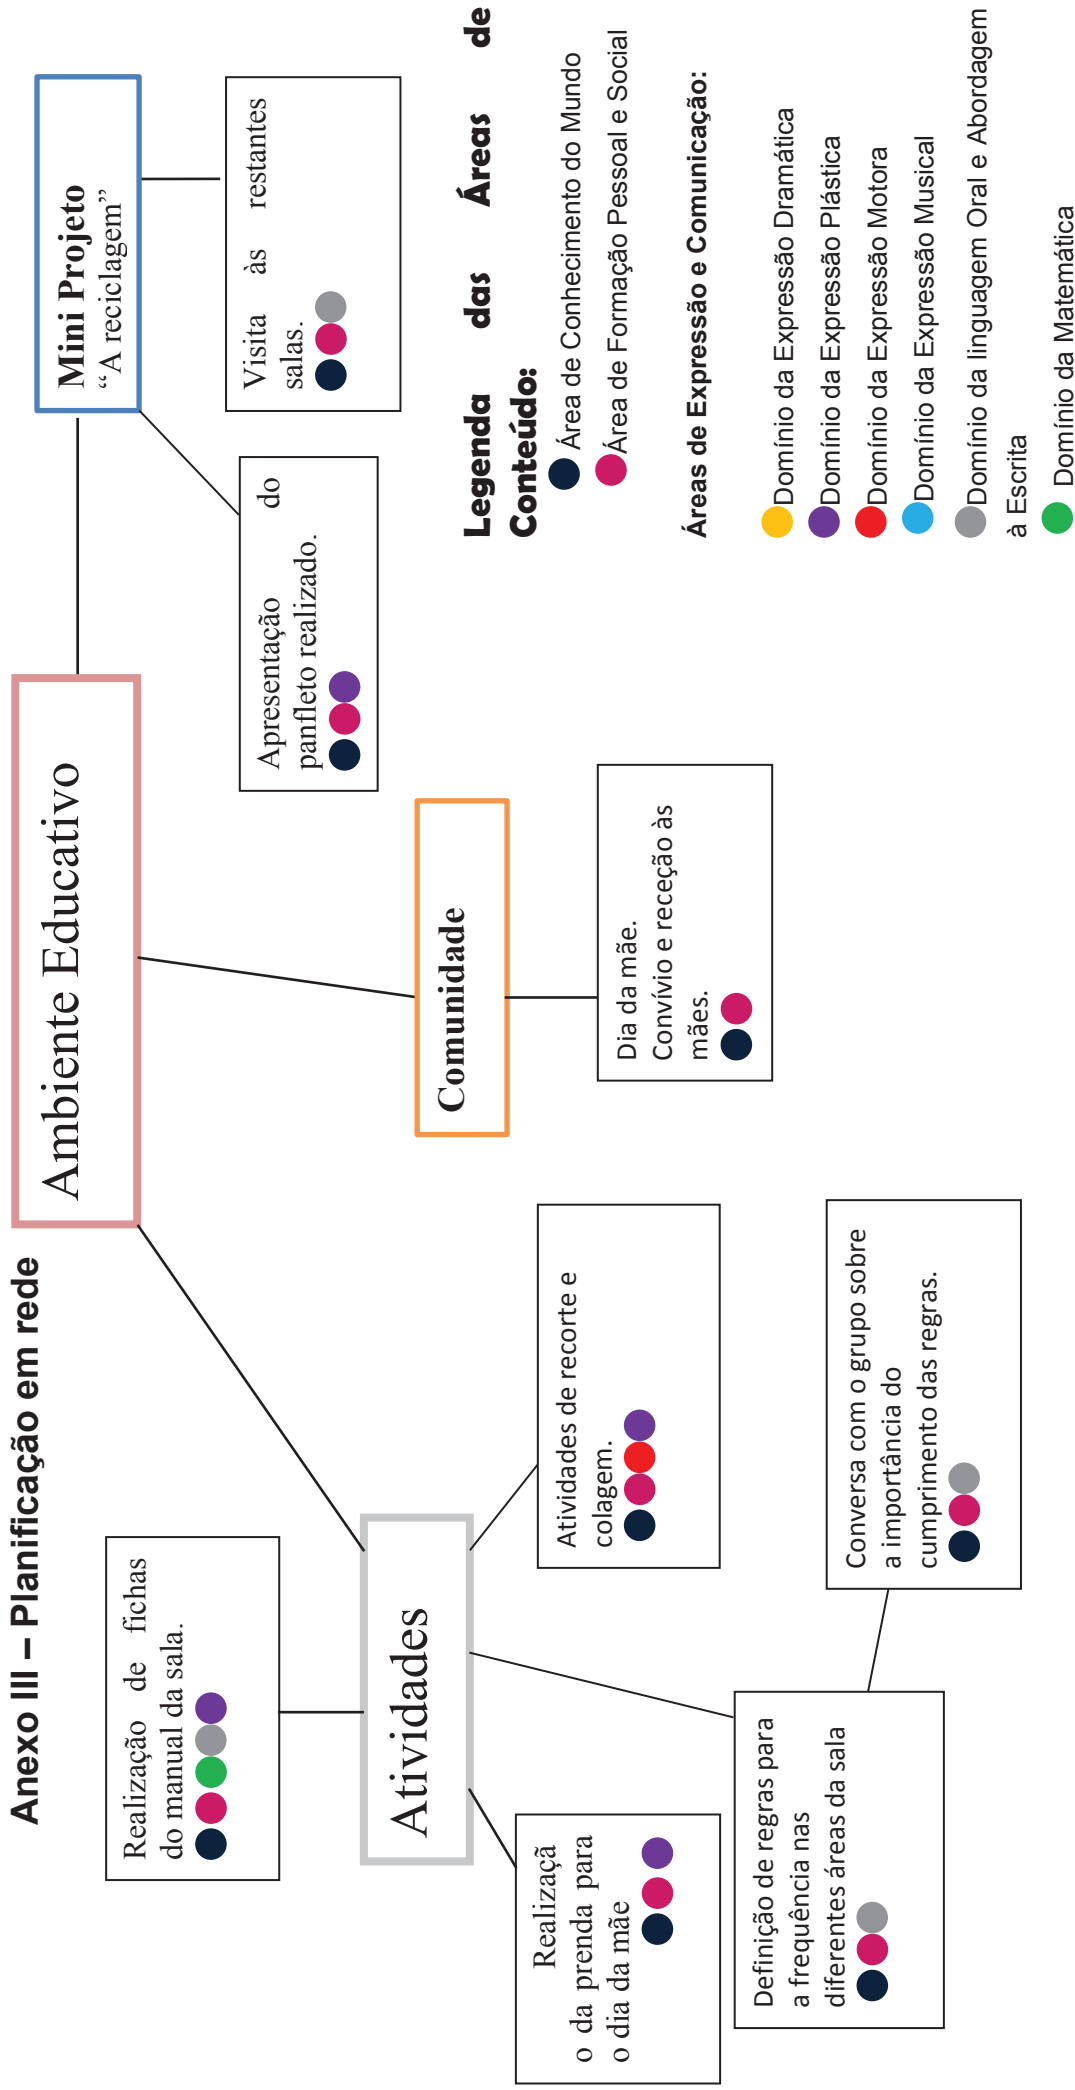 Anexo III – Planificação em rede
Ambiente Educativo
Mini Projeto
“A reciclagem”
Realização de fichas
do manual da sala.
Atividades
Realizaçã
o da prenda para
o dia da mãe
Atividades de recorte e
colagem.
Definição de regras para
a frequência nas
diferentes áreas da sala
Conversa com o grupo sobre
a importância do
cumprimento das regras.
Comunidade
Dia da mãe.
Convívio e receção às
mães.
Apresentação do
panfleto realizado.
Visita às restantes
salas.
Legenda das Áreas de
Conteúdo:
Área de Conhecimento do Mundo
Área de Formação Pessoal e Social
Áreas de Expressão e Comunicação:
Domínio da Expressão Dramática
Domínio da Expressão Plástica
Domínio da Expressão Motora
Domínio da Expressão Musical
Domínio da linguagem Oral e Abordagem
à Escrita
Domínio da Matemática